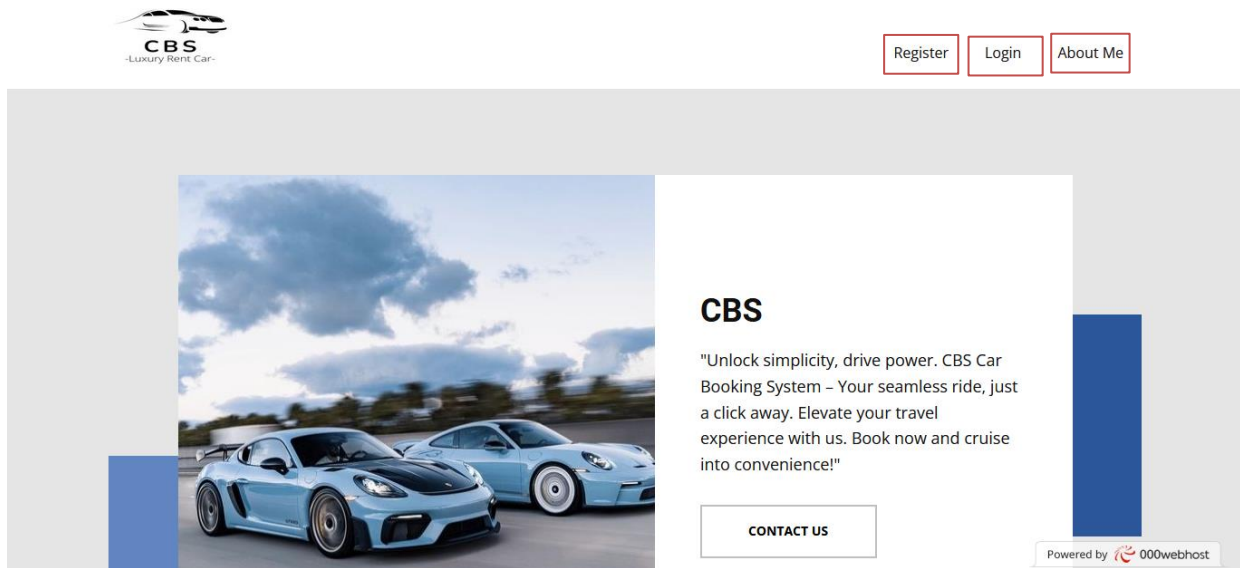 CBS
-Luxury Rent Car-
Register Login About Me
CBS
"Unlock simplicity, drive power. CBS Car
Booking System – Your seamless ride, just
a click away. Elevate your travel
experience with us. Book now and cruise
into convenience!"
CONTACT US
Powered by 000webhost